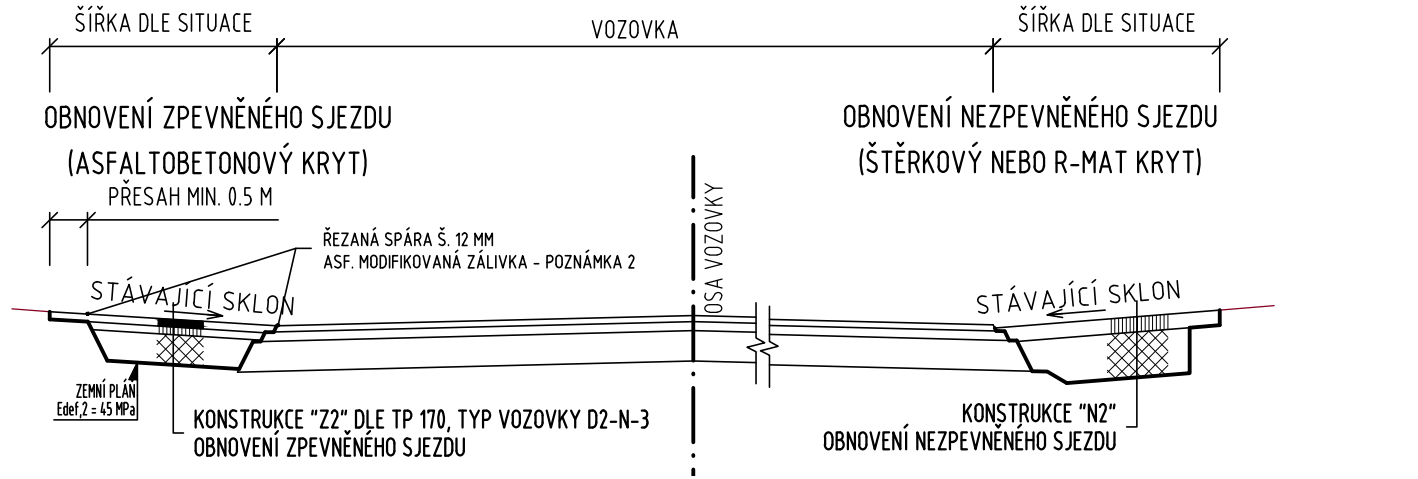 ŠÍŘKA DLE SITUACE
VOZOVKA
ŠÍŘKA DLE SITUACE
OBNOVENÍ ZPEVNĚNÉHO SJEZDU
(ASFALTOBETONOVÝ KRYT)
OBNOVENÍ NEZPEVNĚNÉHO SJEZDU
(ŠTĚRKOVÝ NEBO R-MAT KRYT)
PŘESAH MIN. 0.5 M
OSA VOZOVKY
ŘEZANÁ SPÁRA Š. 12 MM
ASF. MODIFIKOVANÁ ZÁLIVKA - POZNÁMKA 2
STÁVAJÍCÍ SKLON
STÁVAJÍCÍ SKLON
ZEMNÍ PLÁŇ
Edef,2 = 45 MPa
KONSTRUKCE "Z2" DLE TP 170, TYP VOZOVKY D2-N-3
OBNOVENÍ ZPEVNĚNÉHO SJEZDU
KONSTRUKCE "N2"
OBNOVENÍ NEZPEVNĚNÉHO SJEZDU